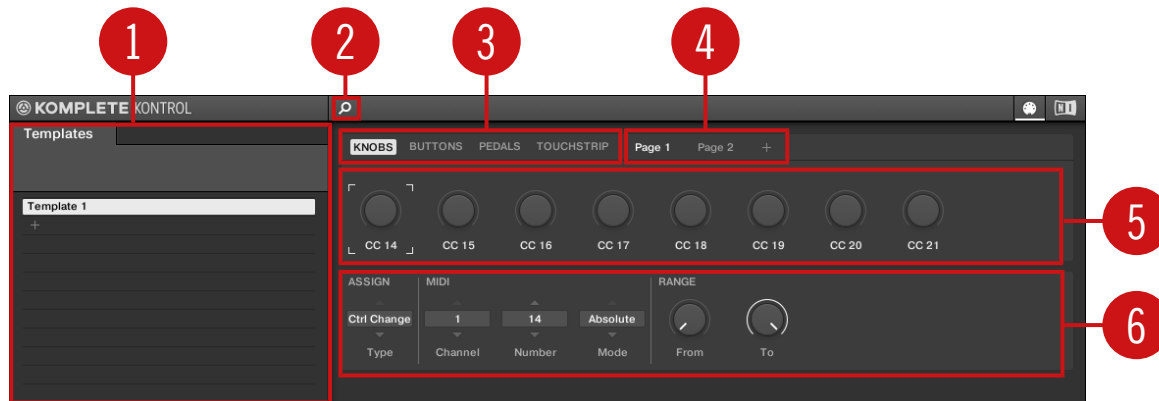 1 2 3 4
KOMPLETE KONTROL
Templates
KNOBS BUTTONS PEDALS TOUCHSTRIP Page 1 Page 2 +
Template 1
+
CC 14 CC 15 CC 16 CC 17 CC 18 CC 19 CC 20 CC 21
5
ASSIGN MIDI RANGE
Ctrl Change 1 14 Absolute
Type Channel Number Mode From To
6